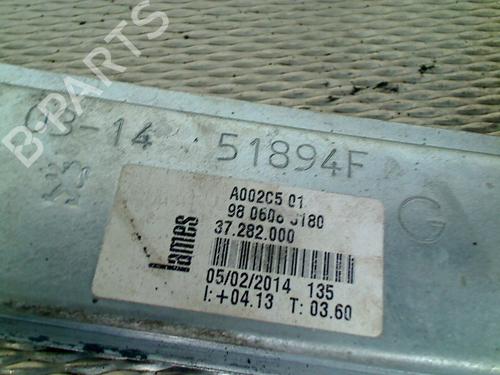 B-PARTS
-14 51894F
G
A002C5 01
98 0606 180
37.282.000
Lames
05/02/2014 135
I:+04.13 T: 03.60